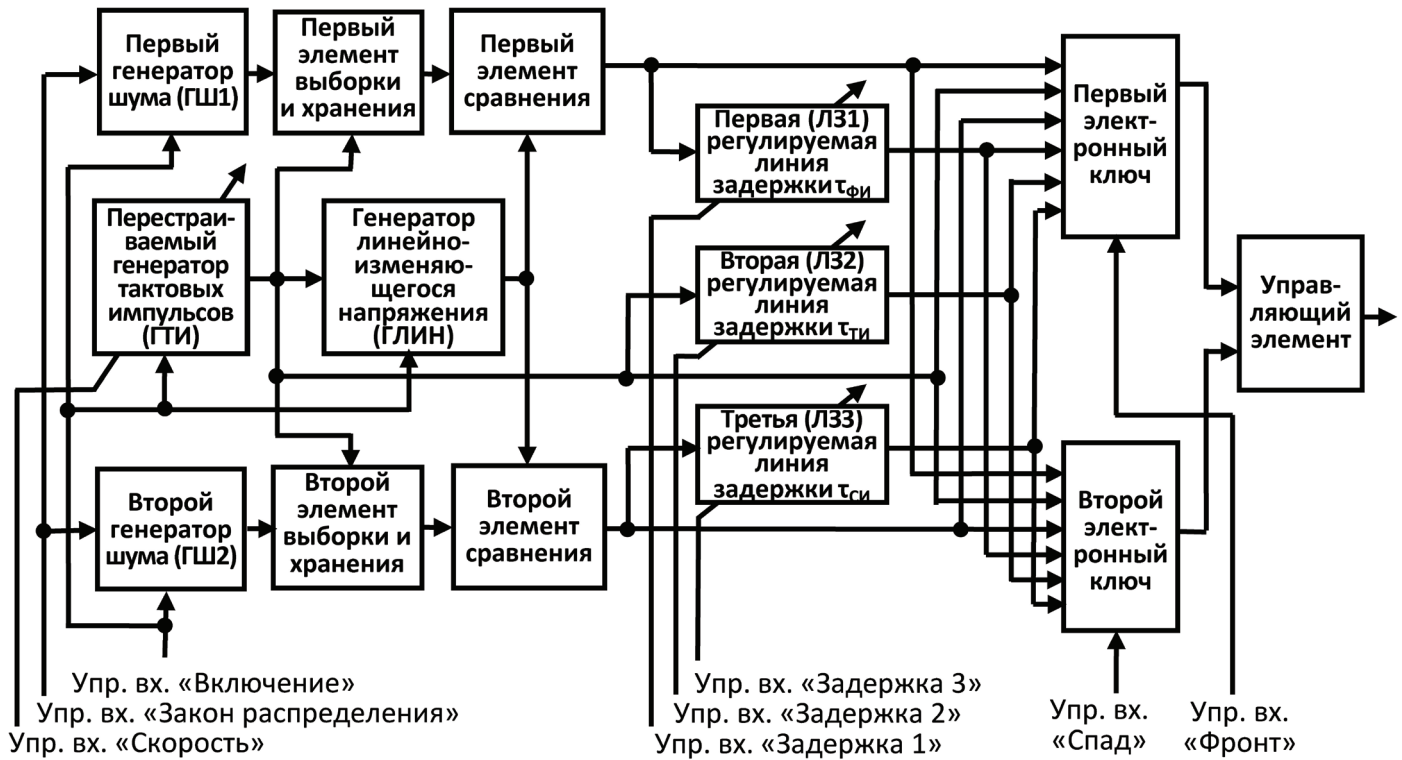 Первый
генератор
шума (ГШ1)
Первый
элемент
выборки
и хранения
Первый
элемент
сравнения
Первая (ЛЗ1)
регулируемая
линия
задержки τФИ
Первый
элект-
ронный
ключ
Перестраи-
ваемый
генератор
тактовых
импульсов
(ГТИ)
Генератор
линейно-
изменяю-
щегося
напряжения
(ГЛИН)
Вторая (ЛЗ2)
регулируемая
линия
задержки τТИ
Управ-
ляющий
элемент
Третья (ЛЗ3)
регулируемая
линия
задержки τСИ
Второй
генератор
шума (ГШ2)
Второй
элемент
выборки и
хранения
Второй
элемент
сравнения
Второй
элект-
ронный
ключ
Упр. вх. «Включение»
Упр. вх. «Закон распределения»
Упр. вх. «Скорость»
Упр. вх. «Задержка 3»
Упр. вх. «Задержка 2»
Упр. вх. «Задержка 1»
Упр. вх.
«Спад»
Упр. вх.
«Фронт»